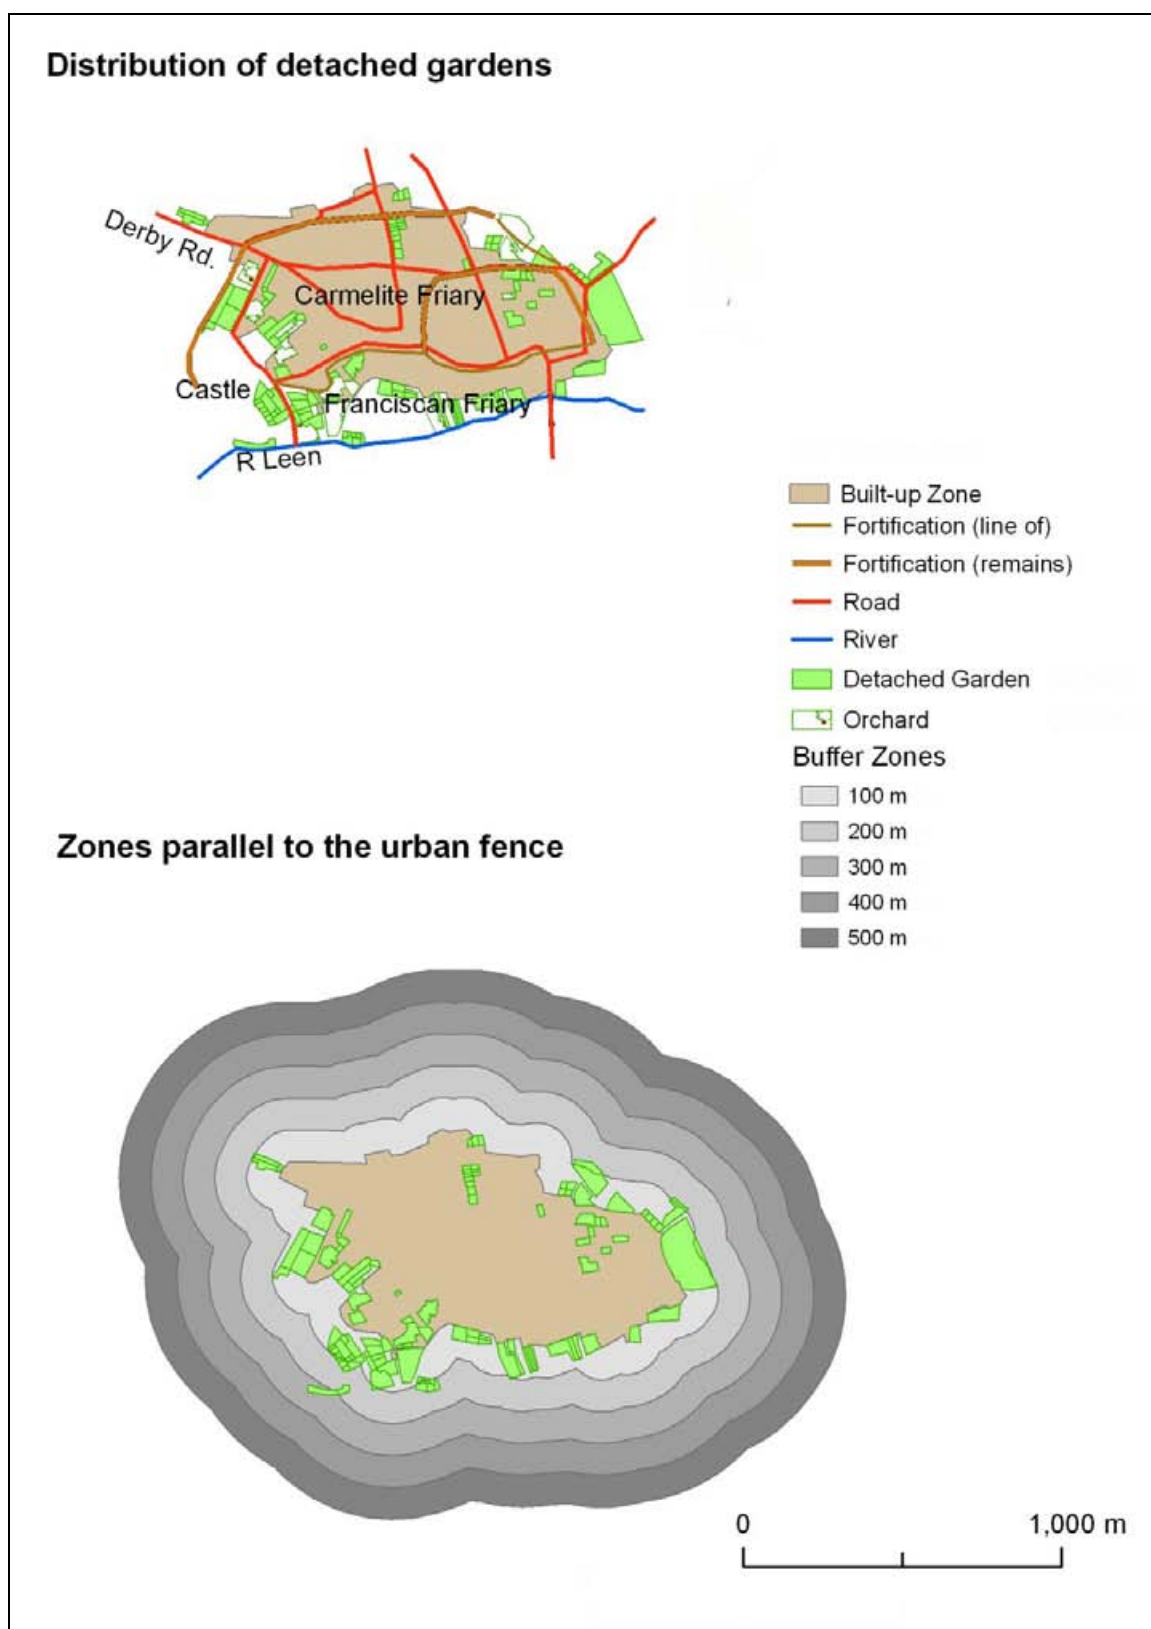 Distribution of detached gardens
Derby Rd.
Carmelite Friary
Castle
Franciscan Friary
R Leen
Built-up Zone
Fortification (line of)
Fortification (remains)
Road
River
Detached Garden
Orchard
Buffer Zones
100 m
200 m
300 m
400 m
500 m
Zones parallel to the urban fence
0 1,000 m